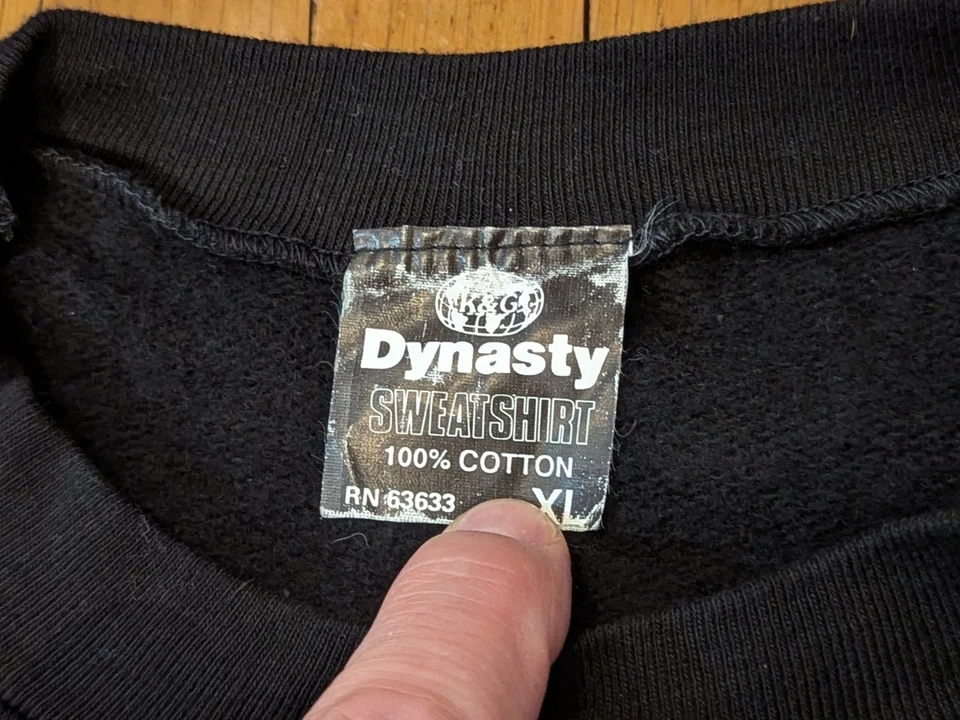 K&G
Dynasty
SWEATSHIRT
100% COTTON
RN 63633
XL